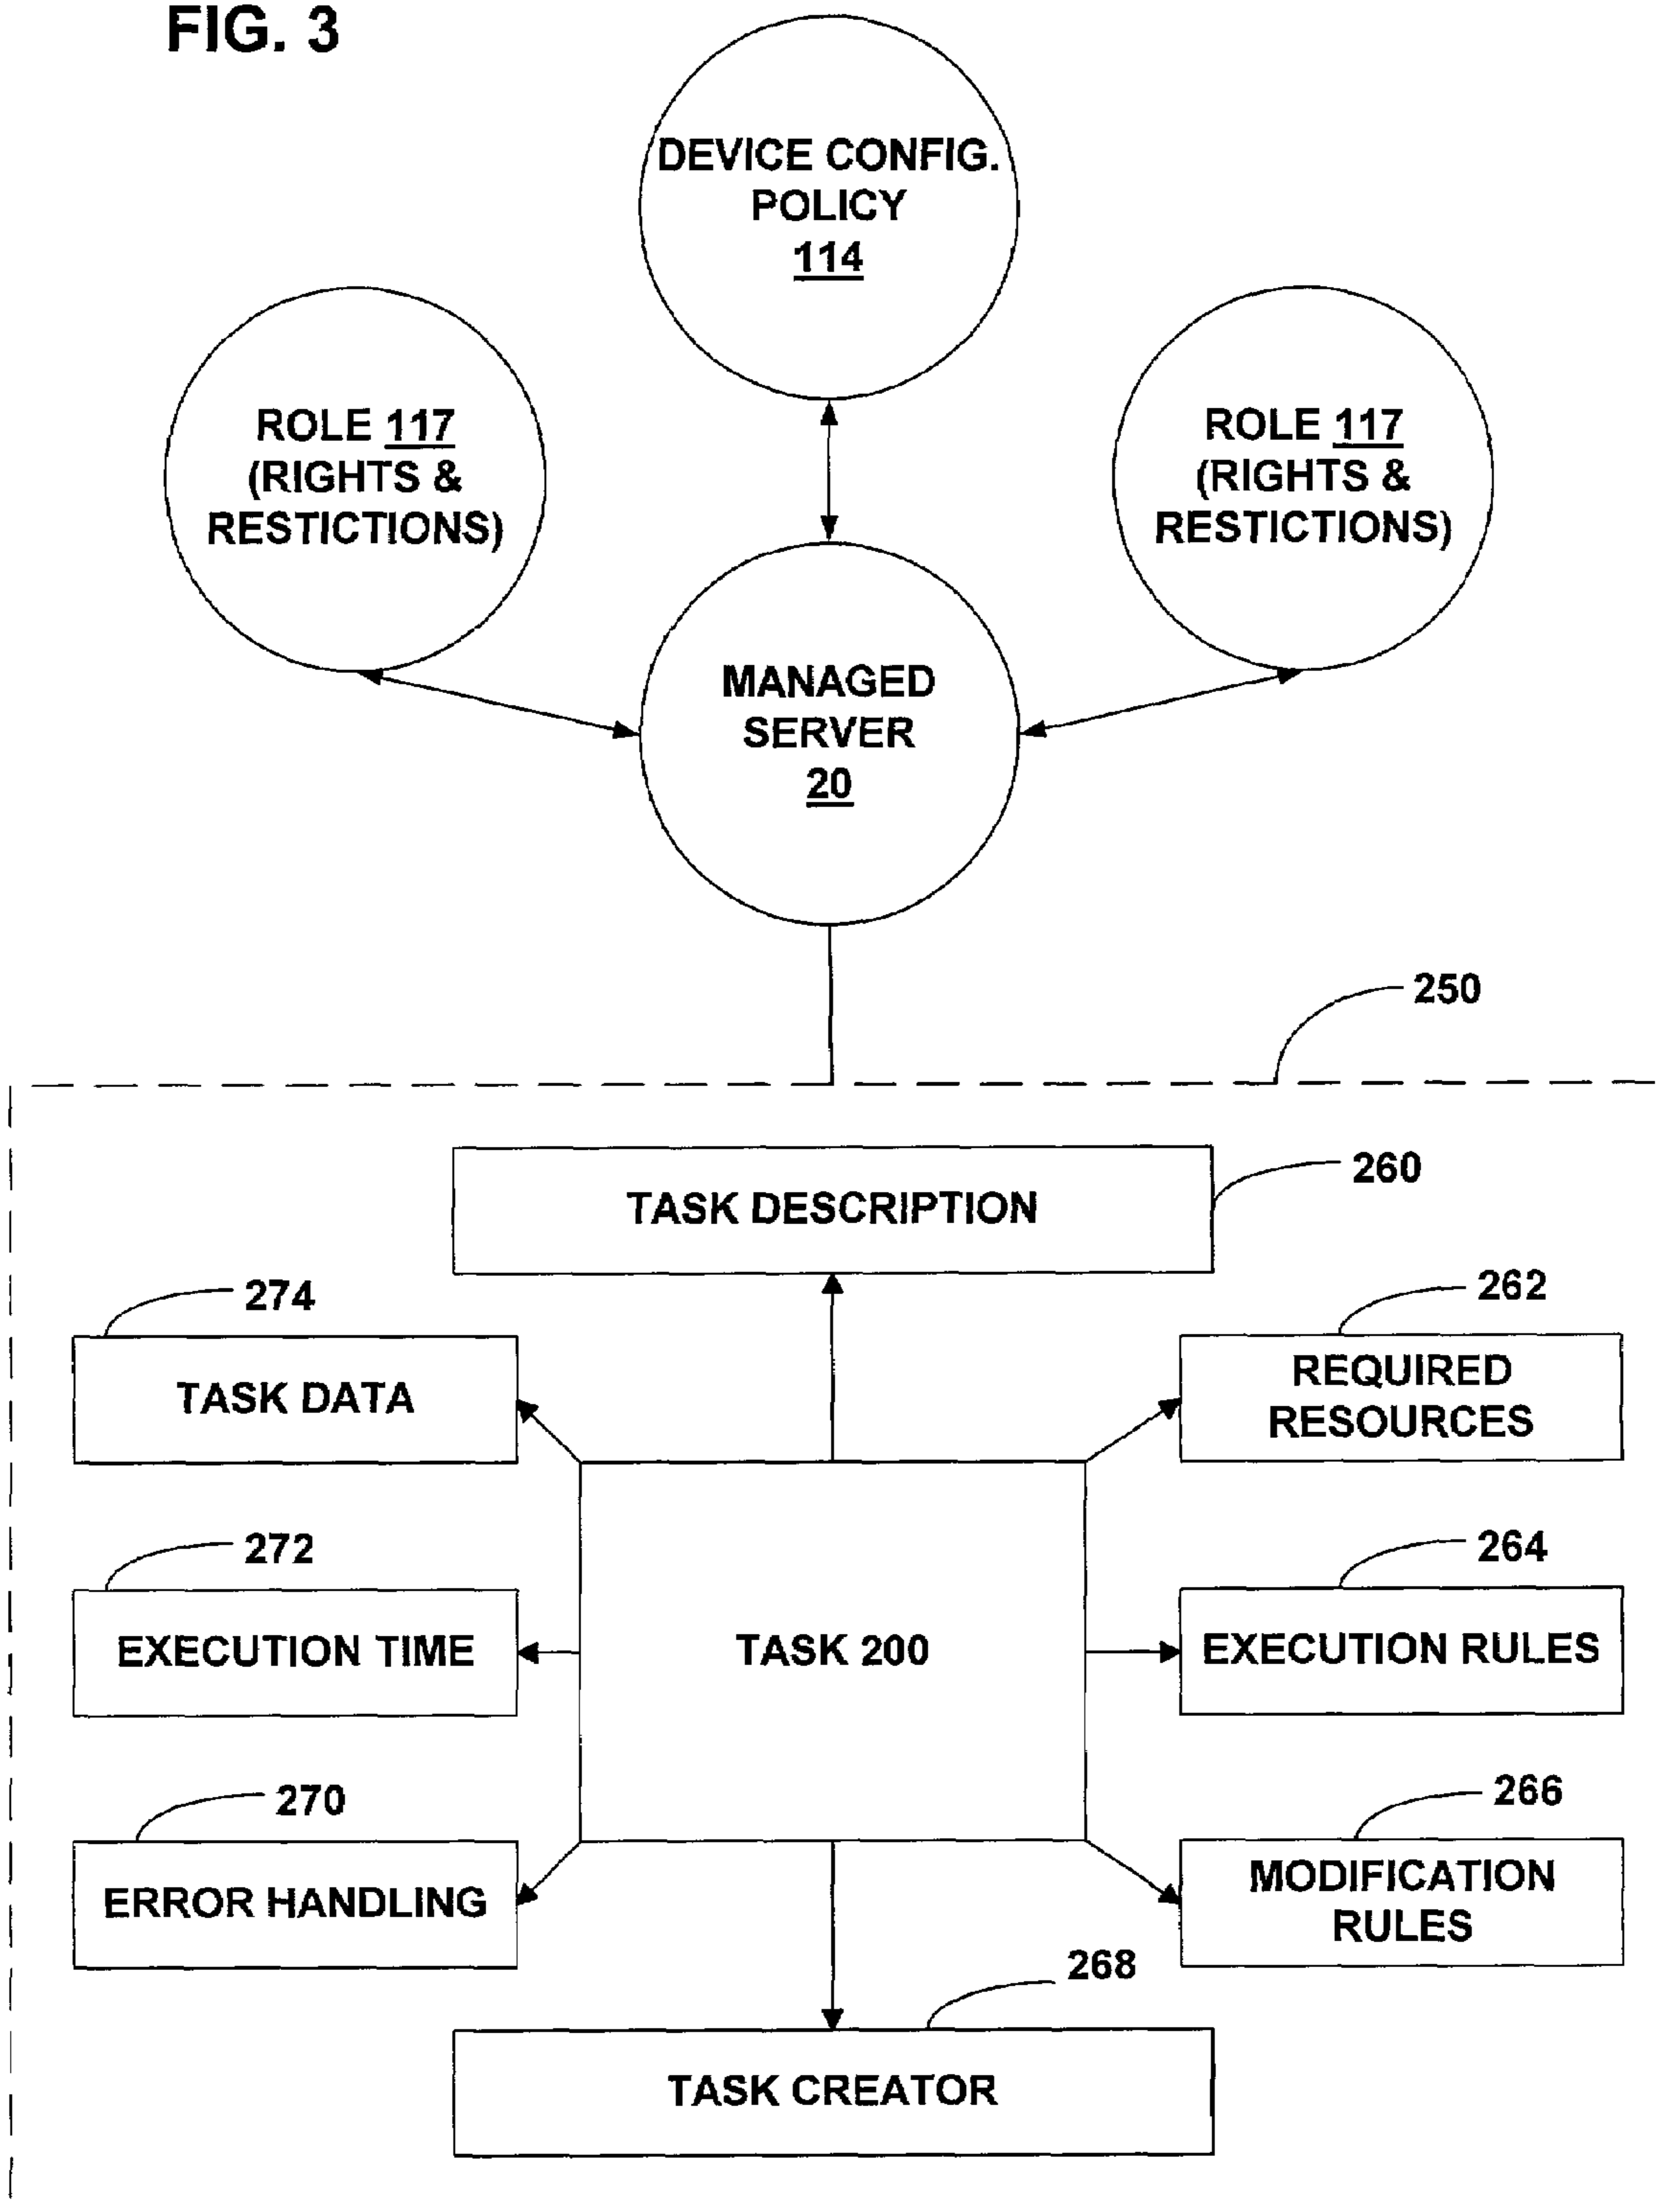 FIG. 3
DEVICE CONFIG.
POLICY
114
ROLE 117
(RIGHTS &
RESTICTIONS)
ROLE 117
(RIGHTS &
RESTICTIONS)
MANAGED
SERVER
20
250
TASK DESCRIPTION
260
274
TASK DATA
262
REQUIRED
RESOURCES
272
EXECUTION TIME
TASK 200
264
EXECUTION RULES
270
ERROR HANDLING
266
MODIFICATION
RULES
268
TASK CREATOR